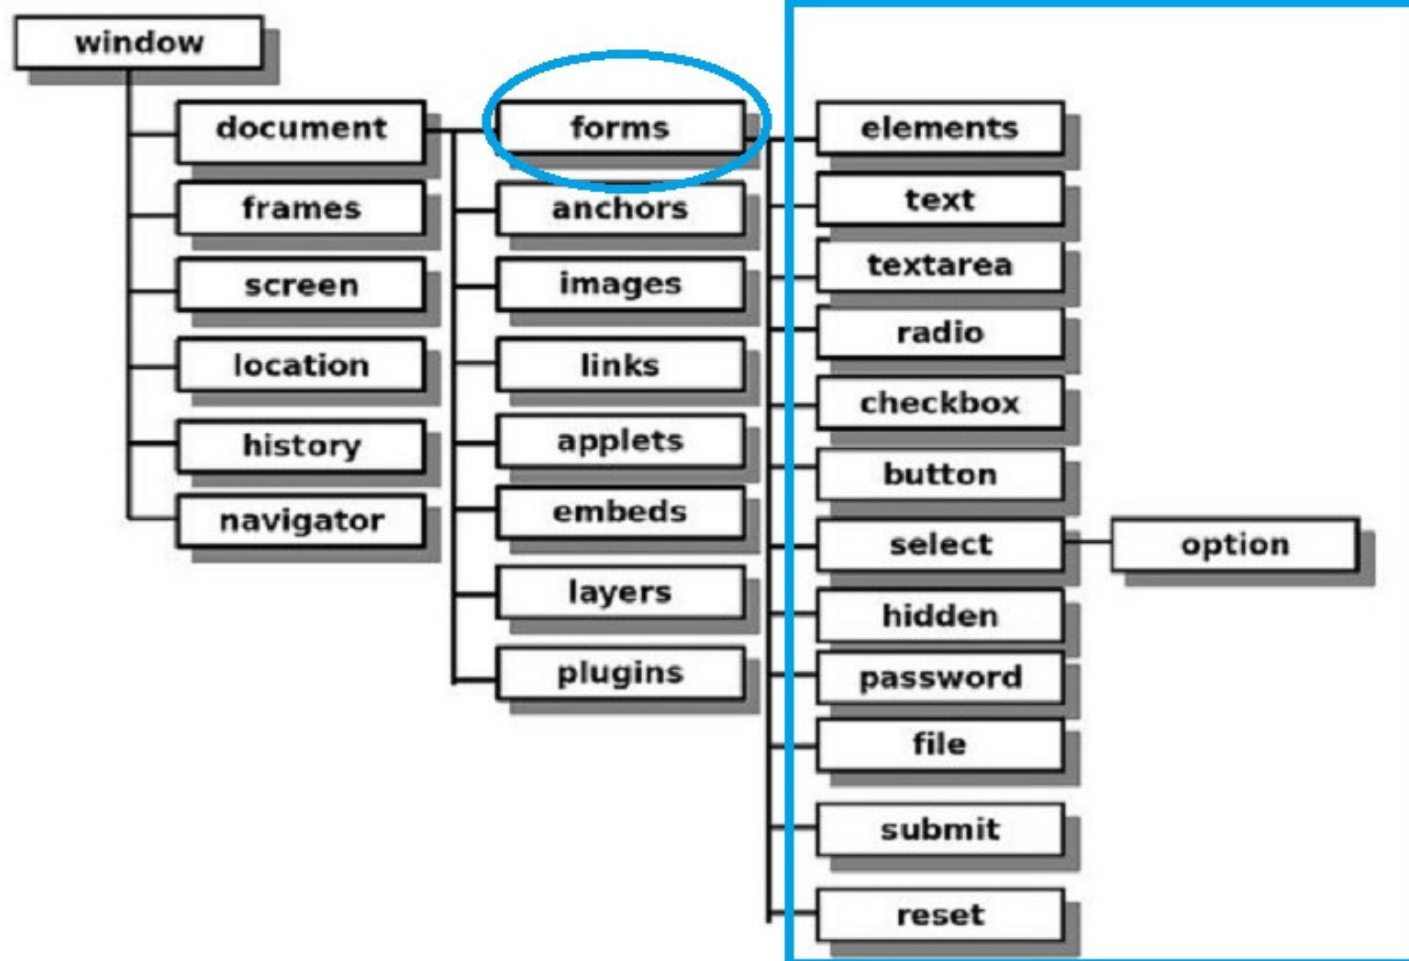 window
document
frames
screen
location
history
navigator
forms
anchors
images
links
applets
embeds
layers
plugins
elements
text
textarea
radio
checkbox
button
select
option
hidden
password
file
submit
reset